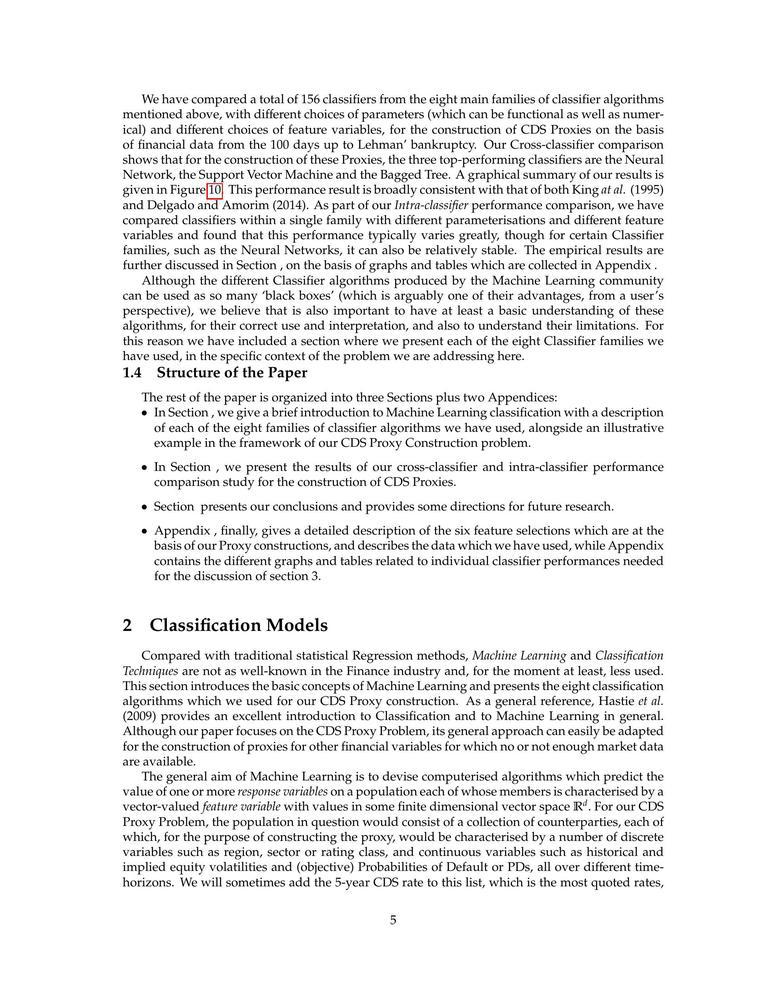 We have compared a total of 156 classifiers from the eight main families of classifier algorithms
mentioned above, with different choices of parameters (which can be functional as well as numer-
ical) and different choices of feature variables, for the construction of CDS Proxies on the basis
of financial data from the 100 days up to Lehman' bankruptcy. Our Cross-classifier comparison
shows that for the construction of these Proxies, the three top-performing classifiers are the Neural
Network, the Support Vector Machine and the Bagged Tree. A graphical summary of our results is
given in Figure 10. This performance result is broadly consistent with that of both King at al. (1995)
and Delgado and Amorim (2014). As part of our Intra-classifier performance comparison, we have
compared classifiers within a single family with different parameterisations and different feature
variables and found that this performance typically varies greatly, though for certain Classifier
families, such as the Neural Networks, it can also be relatively stable. The empirical results are
further discussed in Section , on the basis of graphs and tables which are collected in Appendix .
Although the different Classifier algorithms produced by the Machine Learning community
can be used as so many 'black boxes' (which is arguably one of their advantages, from a user's
perspective), we believe that is also important to have at least a basic understanding of these
algorithms, for their correct use and interpretation, and also to understand their limitations. For
this reason we have included a section where we present each of the eight Classifier families we
have used, in the specific context of the problem we are addressing here.
1.4 Structure of the Paper
The rest of the paper is organized into three Sections plus two Appendices:
• In Section , we give a brief introduction to Machine Learning classification with a description
of each of the eight families of classifier algorithms we have used, alongside an illustrative
example in the framework of our CDS Proxy Construction problem.
• In Section , we present the results of our cross-classifier and intra-classifier performance
comparison study for the construction of CDS Proxies.
• Section presents our conclusions and provides some directions for future research.
• Appendix , finally, gives a detailed description of the six feature selections which are at the
basis of our Proxy constructions, and describes the data which we have used, while Appendix
contains the different graphs and tables related to individual classifier performances needed
for the discussion of section 3.
2 Classification Models
Compared with traditional statistical Regression methods, Machine Learning and Classification
Techniques are not as well-known in the Finance industry and, for the moment at least, less used.
This section introduces the basic concepts of Machine Learning and presents the eight classification
algorithms which we used for our CDS Proxy construction. As a general reference, Hastie et al.
(2009) provides an excellent introduction to Classification and to Machine Learning in general.
Although our paper focuses on the CDS Proxy Problem, its general approach can easily be adapted
for the construction of proxies for other financial variables for which no or not enough market data
are available.
The general aim of Machine Learning is to devise computerised algorithms which predict the
value of one or more response variables on a population each of whose members is characterised by a
vector-valued feature variable with values in some finite dimensional vector space ℝᵈ. For our CDS
Proxy Problem, the population in question would consist of a collection of counterparties, each of
which, for the purpose of constructing the proxy, would be characterised by a number of discrete
variables such as region, sector or rating class, and continuous variables such as historical and
implied equity volatilities and (objective) Probabilities of Default or PDs, all over different time-
horizons. We will sometimes add the 5-year CDS rate to this list, which is the most quoted rates,
5